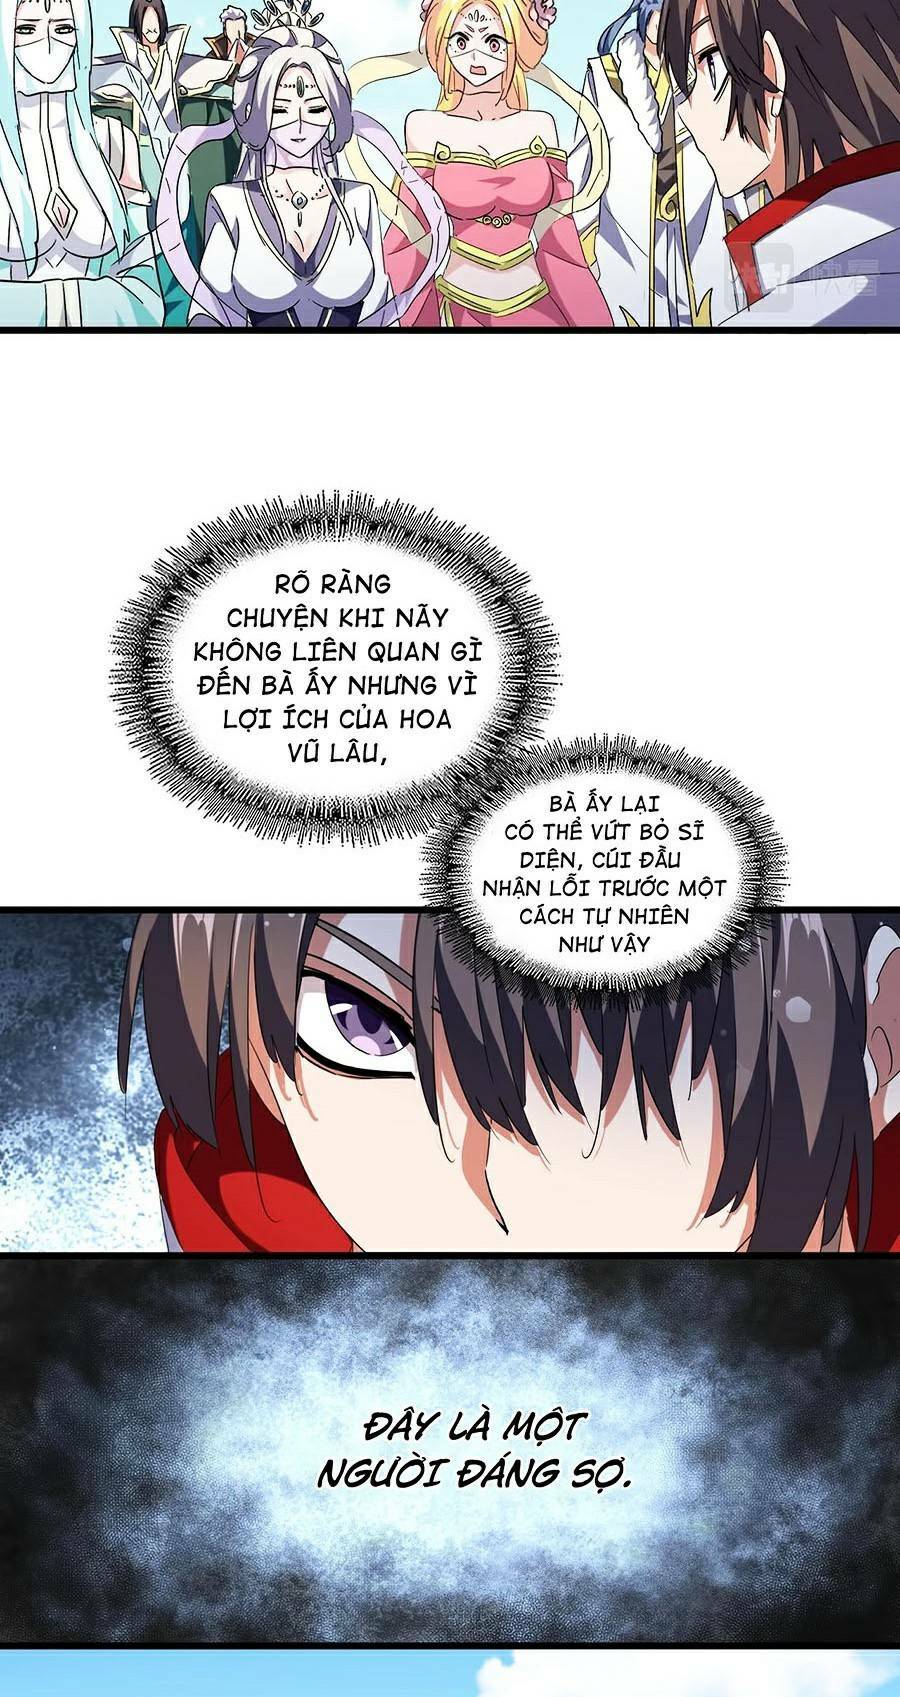 快看
RÕ RÀNG
CHUYỆN KHI NÃY
KHÔNG LIÊN QUAN GÌ
ĐẾN BÀ ẤY NHƯNG VÌ
LỢI ÍCH CỦA HOA
VŨ LÂU,
BÀ ẤY LẠI
CÓ THỂ VỨT BỎ SĨ
DIỆN, CÚI ĐẦU
NHẬN LỖI TRƯỚC MỘT
CÁCH TỰ NHIÊN
NHƯ VẬY
ĐÂY LÀ MỘT
NGƯỜI ĐÁNG SỢ.